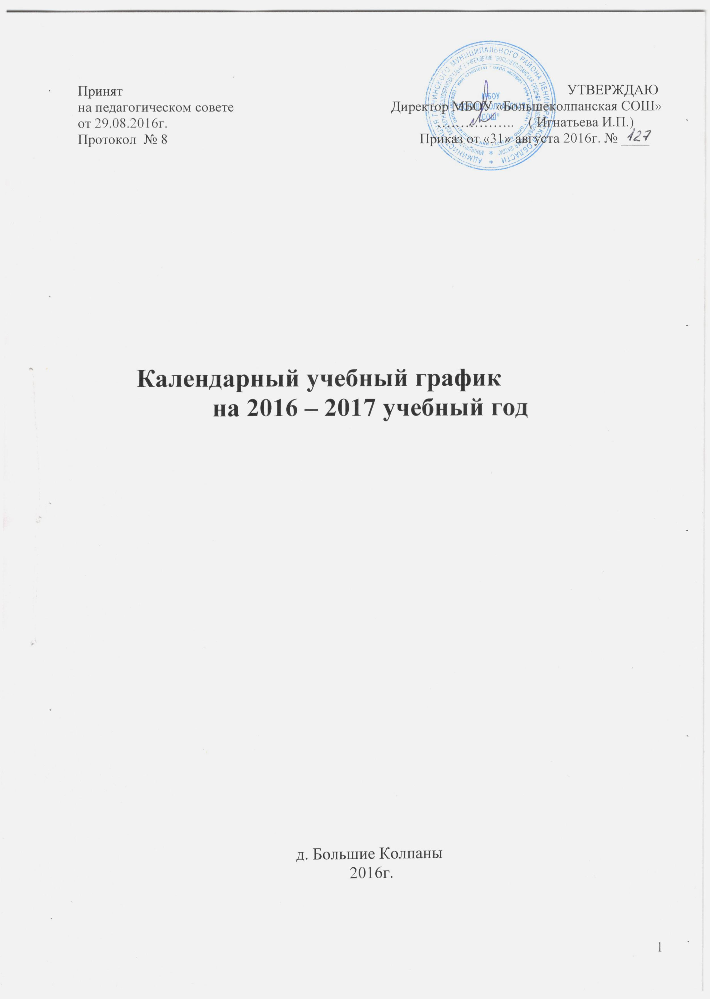 Принят
на педагогическом совете
от 29.08.2016г.
Протокол № 8
УТВЕРЖДАЮ
Директор МБОУ «Большеколпанская СОШ»
................. ( Игнатьева И.П.)
Приказ от «31» августа 2016г. № 127
АДМИНИСТРАЦИЯ ГАТЧИНСКОГО МУНИЦИПАЛЬНОГО РАЙОНА ЛЕНИНГРАДСКОЙ ОБЛАСТИ
МБОУ
"БОЛЬШЕКОЛПАНСКАЯ
СОШ"
Календарный учебный график
на 2016 – 2017 учебный год
д. Большие Колпаны
2016г.
1